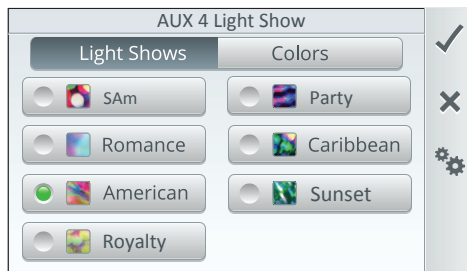 AUX 4 Light Show
Light Shows
Colors
SAm
Party
Romance
Caribbean
American
Sunset
Royalty